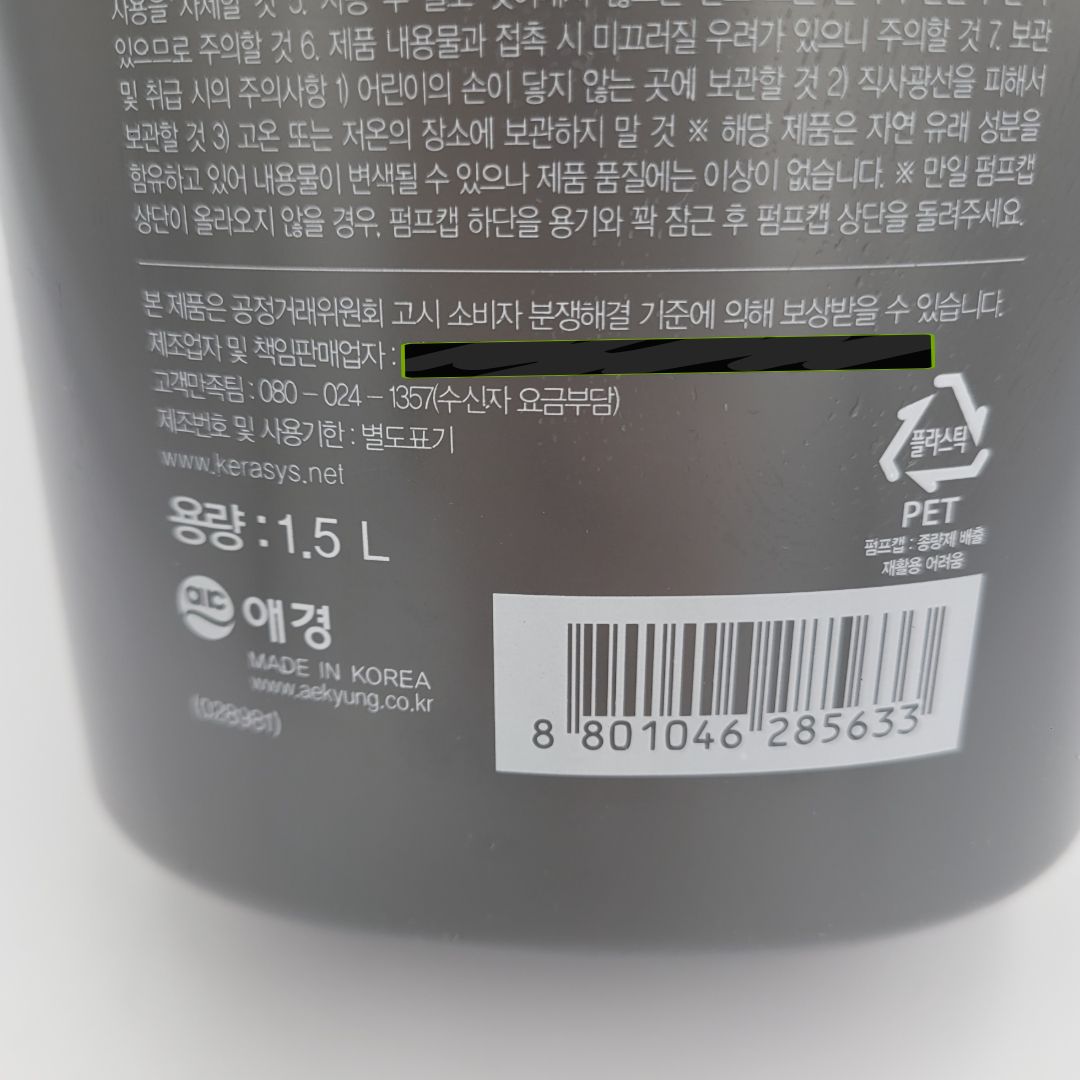 사용을 자제할 것 5. 사용 후
있으므로 주의할 것 6. 제품 내용물과 접촉 시 미끄러질 우려가 있으니 주의할 것 7. 보관
및 취급 시의 주의사항 1) 어린이의 손이 닿지 않는 곳에 보관할 것 2) 직사광선을 피해서
보관할 것 3) 고온 또는 저온의 장소에 보관하지 말 것 ※ 해당 제품은 자연 유래 성분을
함유하고 있어 내용물이 변색될 수 있으나 제품 품질에는 이상이 없습니다. ※ 만일 펌프캡
상단이 올라오지 않을 경우, 펌프캡 하단을 용기와 꽉 잠근 후 펌프캡 상단을 돌려주세요.
본 제품은 공정거래위원회 고시 소비자 분쟁해결 기준에 의해 보상받을 수 있습니다.
제조업자 및 책임판매업자 :
고객만족팀 : 080 - 024 - 1357(수신자 요금부담)
제조번호 및 사용기한 : 별도표기
www.kerasys.net
용량 : 1.5 L
애경
MADE IN KOREA
www.aekyung.co.kr
(028981)
플라스틱
PET
펌프캡 : 종량제 배출
재활용 어려움
8 801046 285633